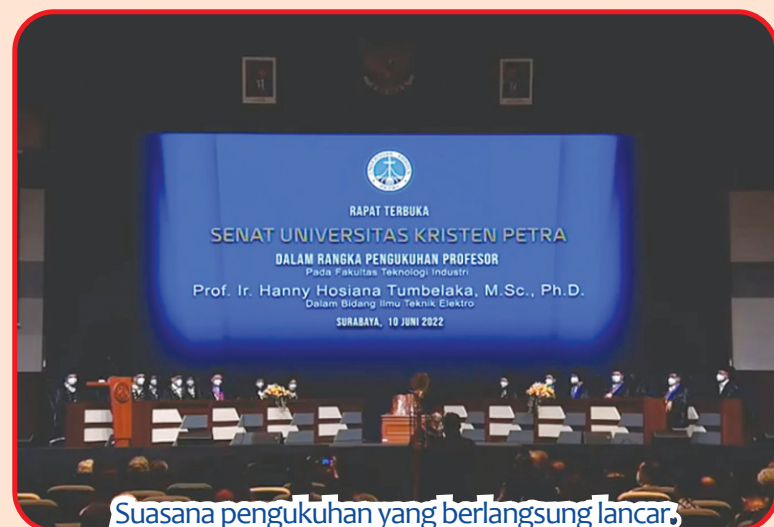 RAPAT TERBUKA
SENAT UNIVERSITAS KRISTEN PETRA
DALAM RANGKA PENGUKUHAN PROFESOR
Pada Fakultas Teknologi Industri
Prof. Ir. Hanny Hosiana Tumbelaka, M.Sc., Ph.D.
Dalam Bidang Ilmu Teknik Elektro
SURABAYA, 10 JUNI 2022
Suasana pengukuhan yang berlangsung lancar.